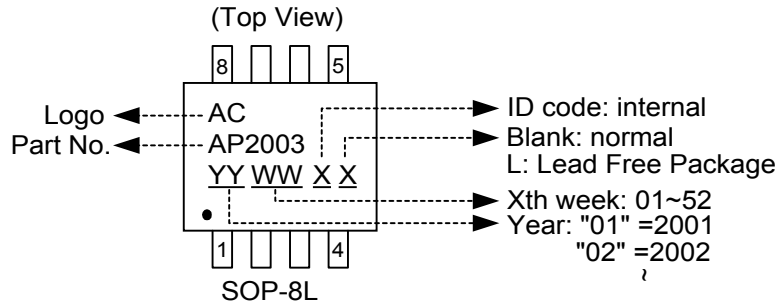 (Top View)
8 5
Logo AC ID code: internal
Part No. AP2003 Blank: normal
L: Lead Free Package
YY WW X X
Xth week: 01~52
Year: "01" =2001
"02" =2002
~
1 4
SOP-8L